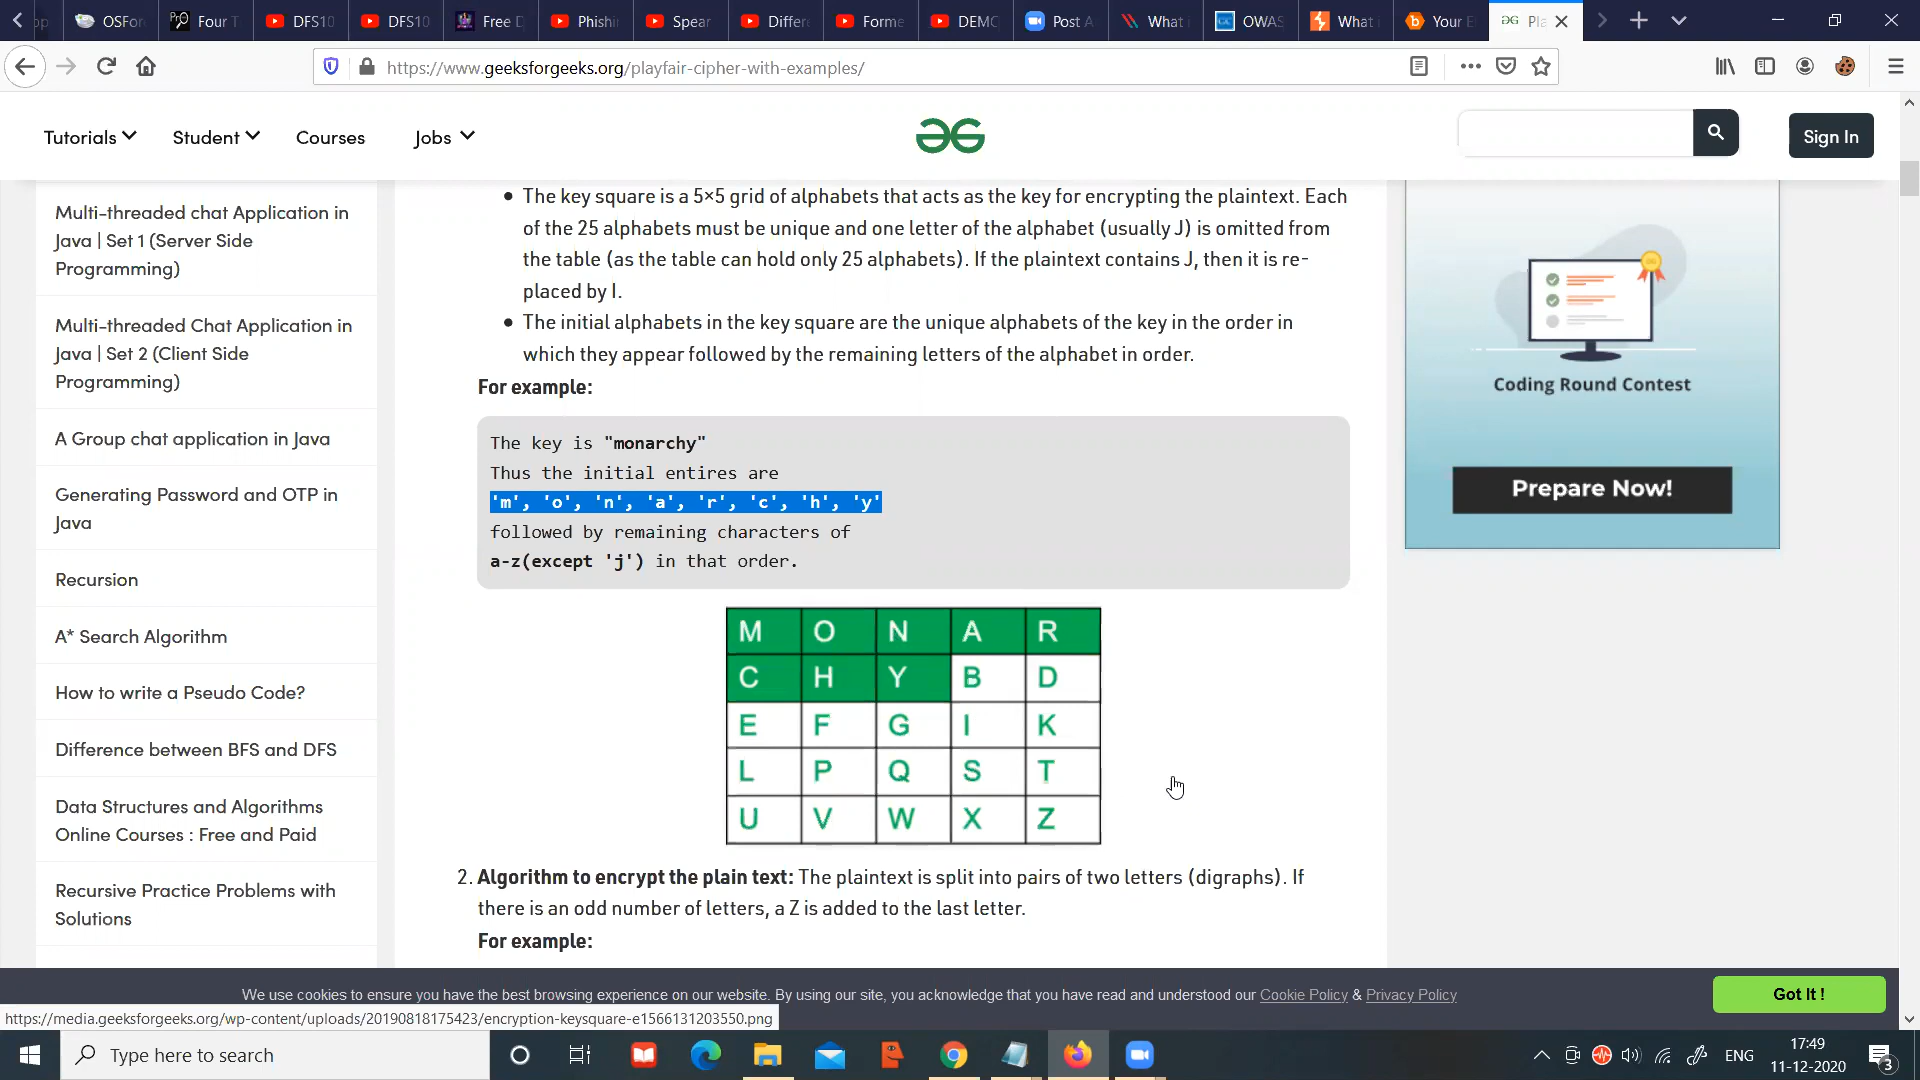 OSFor
Four T
DFS10
DFS10
Free D
Phishi
Spear
Differe
Forme
DEMO
Post A
What i
OWAS
What i
Your E
Pla
https://www.geeksforgeeks.org/playfair-cipher-with-examples/
Tutorials
Student
Courses
Jobs
Sign In
Multi-threaded chat Application in
Java | Set 1 (Server Side
Programming)
Multi-threaded Chat Application in
Java | Set 2 (Client Side
Programming)
A Group chat application in Java
Generating Password and OTP in
Java
Recursion
A* Search Algorithm
How to write a Pseudo Code?
Difference between BFS and DFS
Data Structures and Algorithms
Online Courses : Free and Paid
Recursive Practice Problems with
Solutions
• The key square is a 5×5 grid of alphabets that acts as the key for encrypting the plaintext. Each
of the 25 alphabets must be unique and one letter of the alphabet (usually J) is omitted from
the table (as the table can hold only 25 alphabets). If the plaintext contains J, then it is re-
placed by I.
• The initial alphabets in the key square are the unique alphabets of the key in the order in
which they appear followed by the remaining letters of the alphabet in order.
For example:
The key is "monarchy"
Thus the initial entires are
'm', 'o', 'n', 'a', 'r', 'c', 'h', 'y'
followed by remaining characters of
a-z(except 'j') in that order.
M O N A R
C H Y B D
E F G I K
L P Q S T
U V W X Z
2. Algorithm to encrypt the plain text: The plaintext is split into pairs of two letters (digraphs). If
there is an odd number of letters, a Z is added to the last letter.
For example:
Coding Round Contest
Prepare Now!
We use cookies to ensure you have the best browsing experience on our website. By using our site, you acknowledge that you have read and understood our Cookie Policy & Privacy Policy
Got It !
https://media.geeksforgeeks.org/wp-content/uploads/20190818175423/encryption-keysquare-e1566131203550.png
Type here to search
ENG
17:49
11-12-2020
3